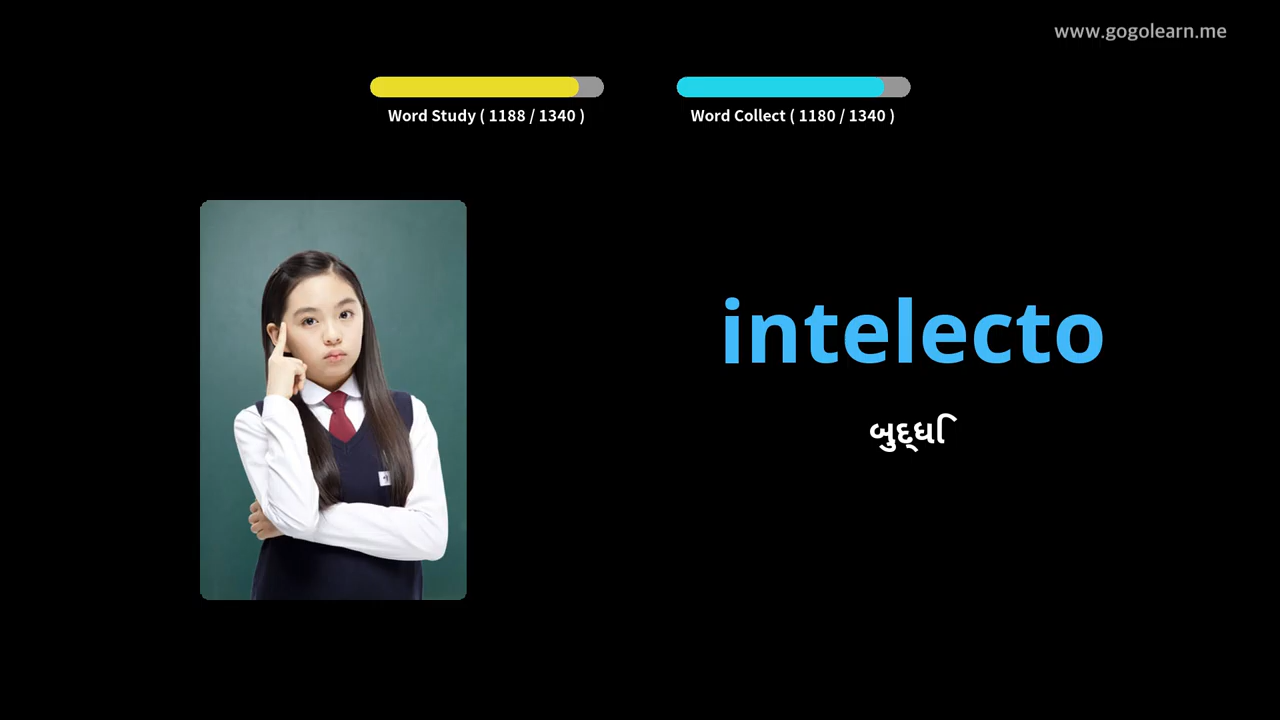 www.gogolearn.me
Word Study ( 1188 / 1340 )
Word Collect ( 1180 / 1340 )
intelecto
બુદ્ધિ